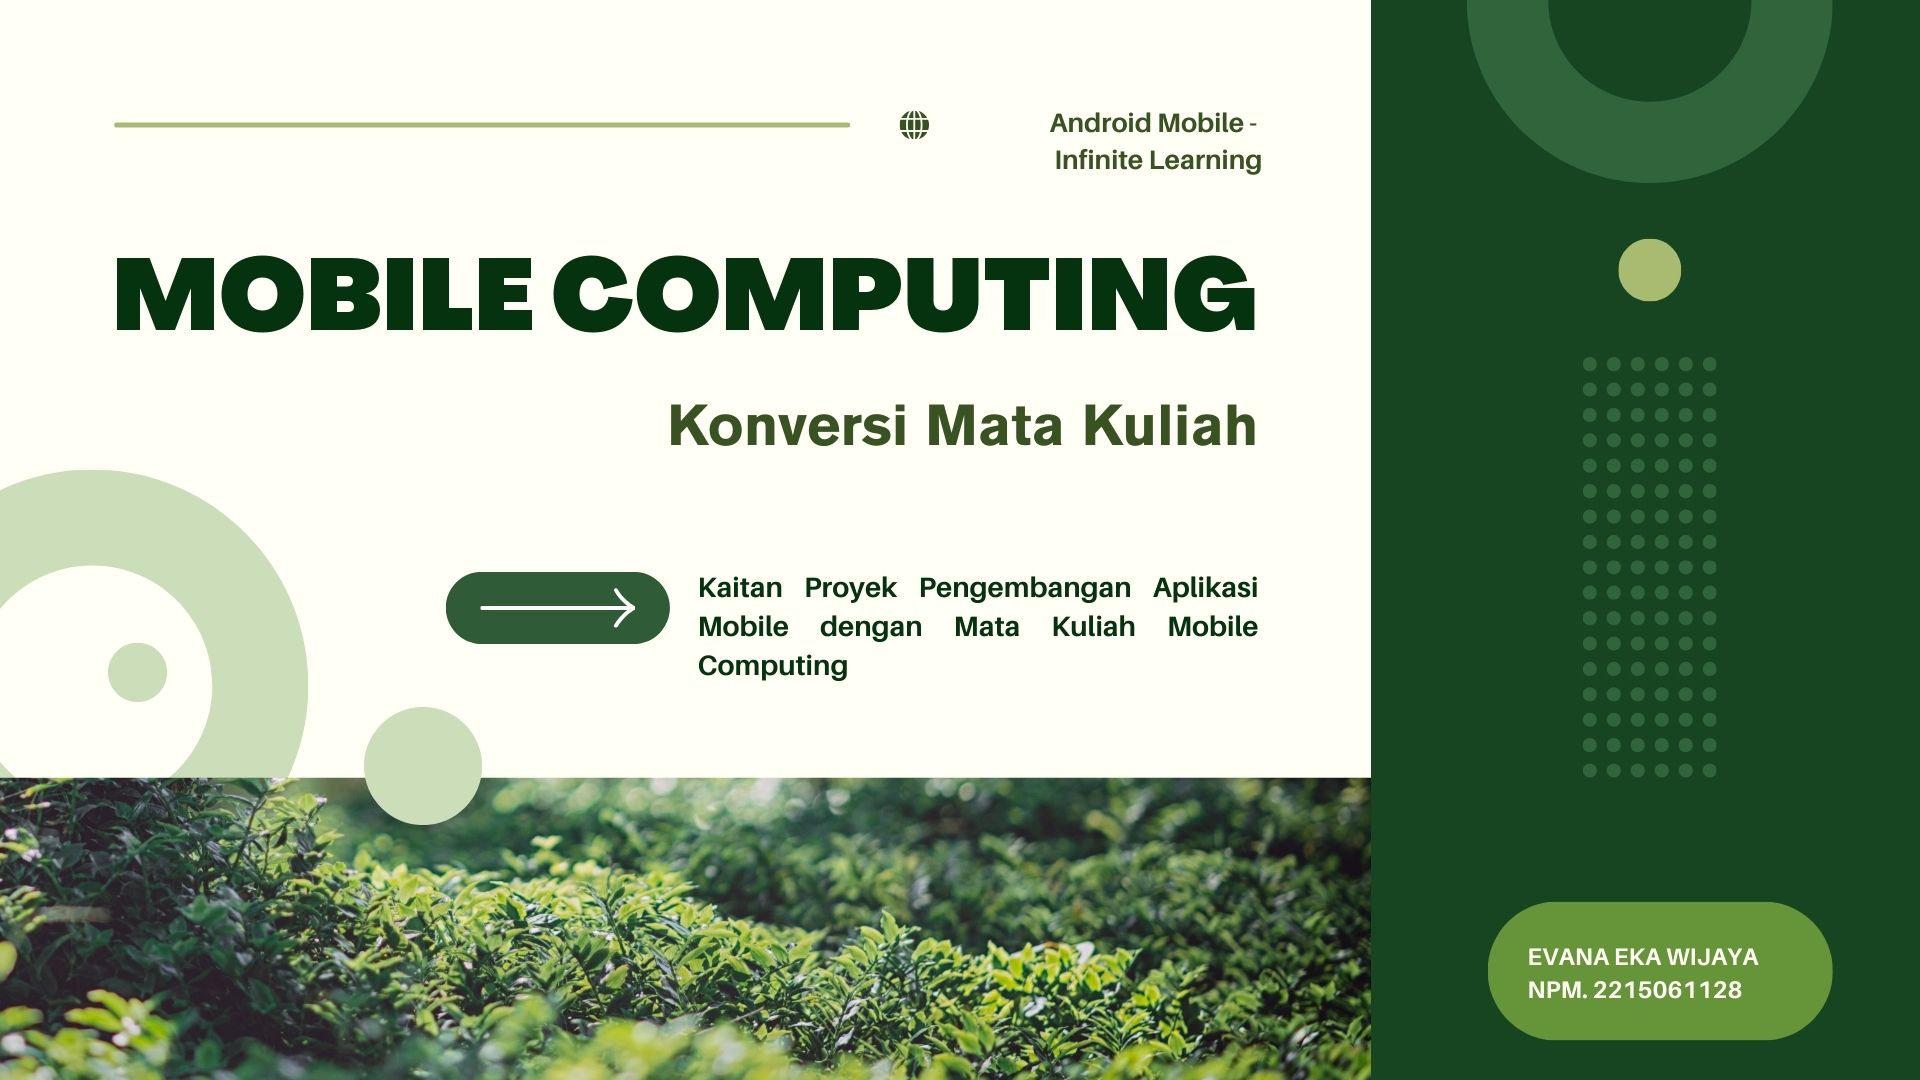 Android Mobile -
Infinite Learning
MOBILE COMPUTING
Konversi Mata Kuliah
Kaitan Proyek Pengembangan Aplikasi
Mobile dengan Mata Kuliah Mobile
Computing
EVANA EKA WIJAYA
NPM. 2215061128